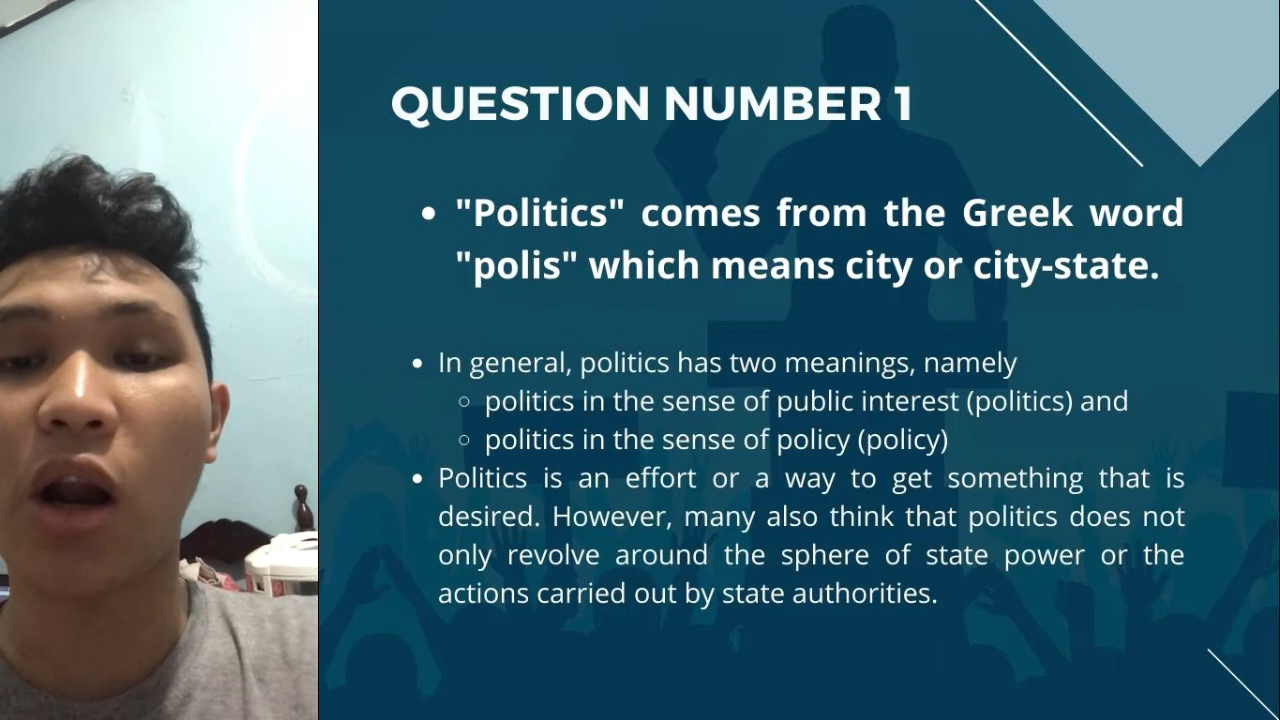 QUESTION NUMBER 1
• "Politics" comes from the Greek word
"polis" which means city or city-state.
• In general, politics has two meanings, namely
○ politics in the sense of public interest (politics) and
○ politics in the sense of policy (policy)
• Politics is an effort or a way to get something that is
desired. However, many also think that politics does not
only revolve around the sphere of state power or the
actions carried out by state authorities.